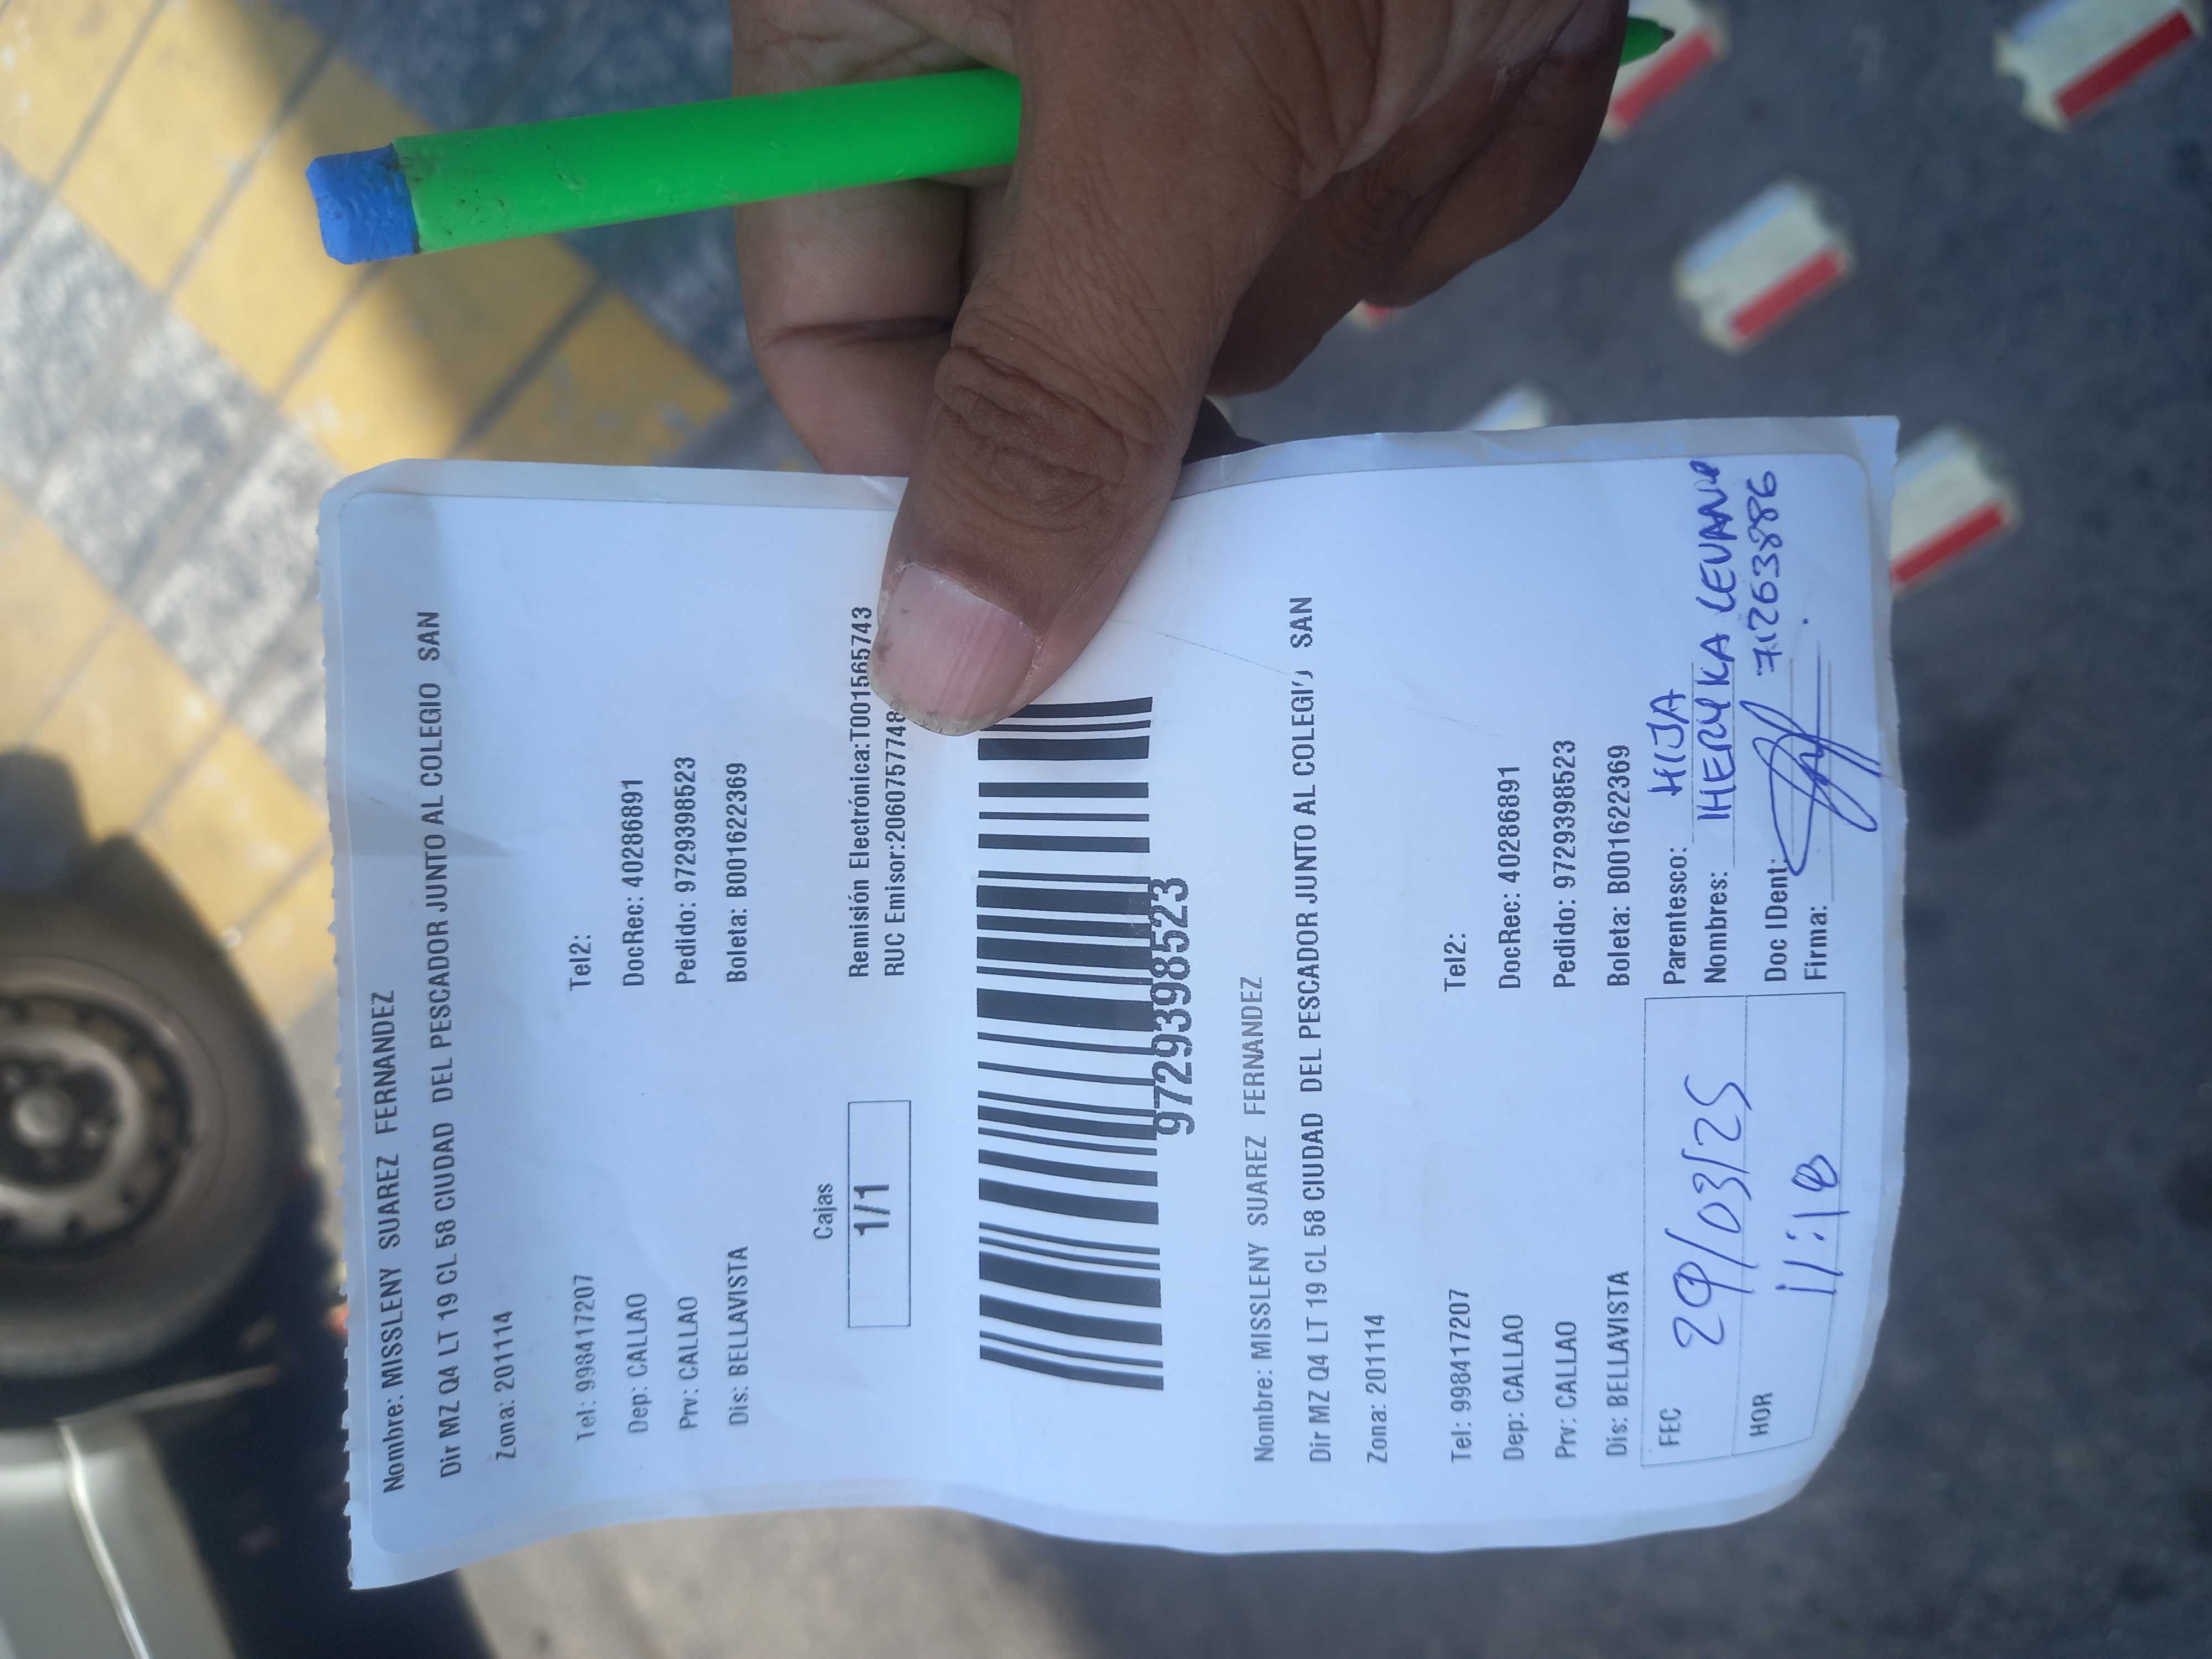 Nombre: MISSLENY SUAREZ FERNANDEZ
Dir MZ Q4 LT 19 CL 58 CIUDAD DEL PESCADOR JUNTO AL COLEGIO SAN
Zona: 201114
Tel: 998417207 Tel2:
Dep: CALLAO DocRec: 40286891
Prv: CALLAO Pedido: 9729398523
Dis: BELLAVISTA Boleta: B001622369
Cajas
1/1
Remisión Electrónica:T001565743
RUC Emisor:2060757748
9729398523
Nombre: MISSLENY SUAREZ FERNANDEZ
Dir MZ Q4 LT 19 CL 58 CIUDAD DEL PESCADOR JUNTO AL COLEGIO SAN
Zona: 201114
Tel: 998417207 Tel2:
Dep: CALLAO DocRec: 40286891
Prv: CALLAO Pedido: 9729398523
Dis: BELLAVISTA Boleta: B001622369
FEC 29/03/25
HOR 11:18
Parentesco: HIJA
Nombres:
Doc IDent: 71263886
Firma: